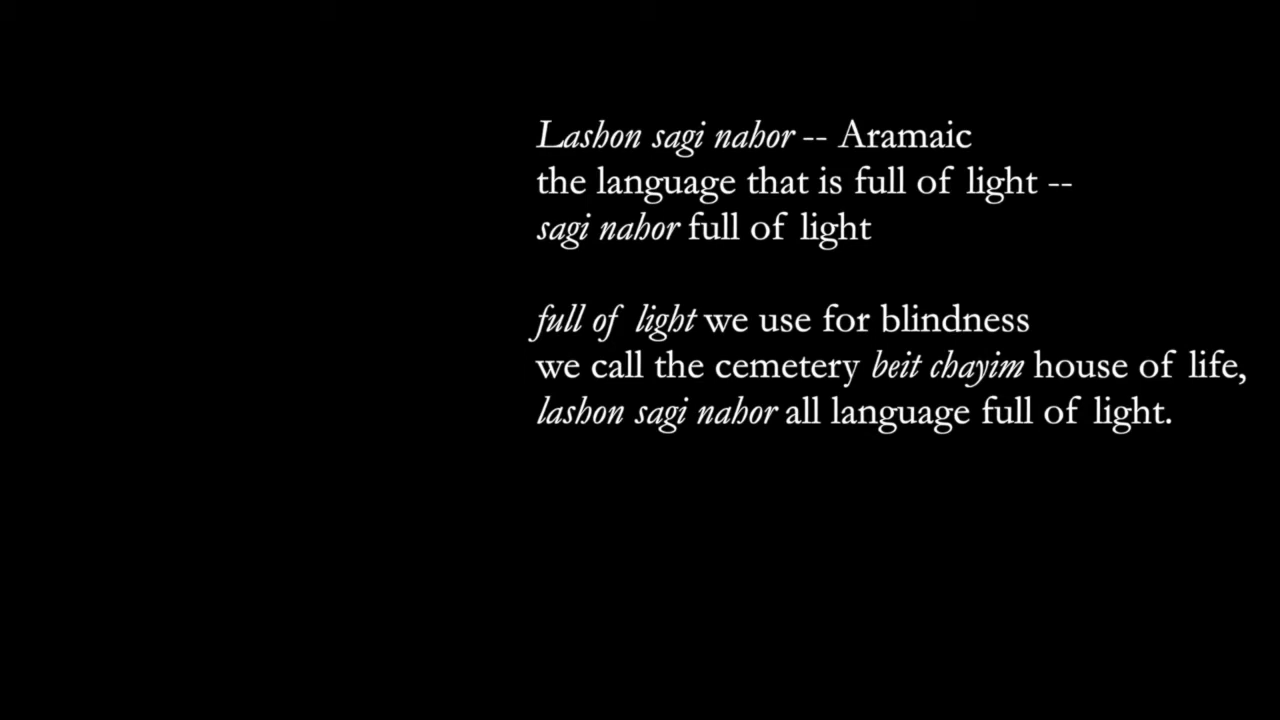 Lashon sagi nahor -- Aramaic
the language that is full of light --
sagi nahor full of light
full of light we use for blindness
we call the cemetery beit chayim house of life,
lashon sagi nahor all language full of light.